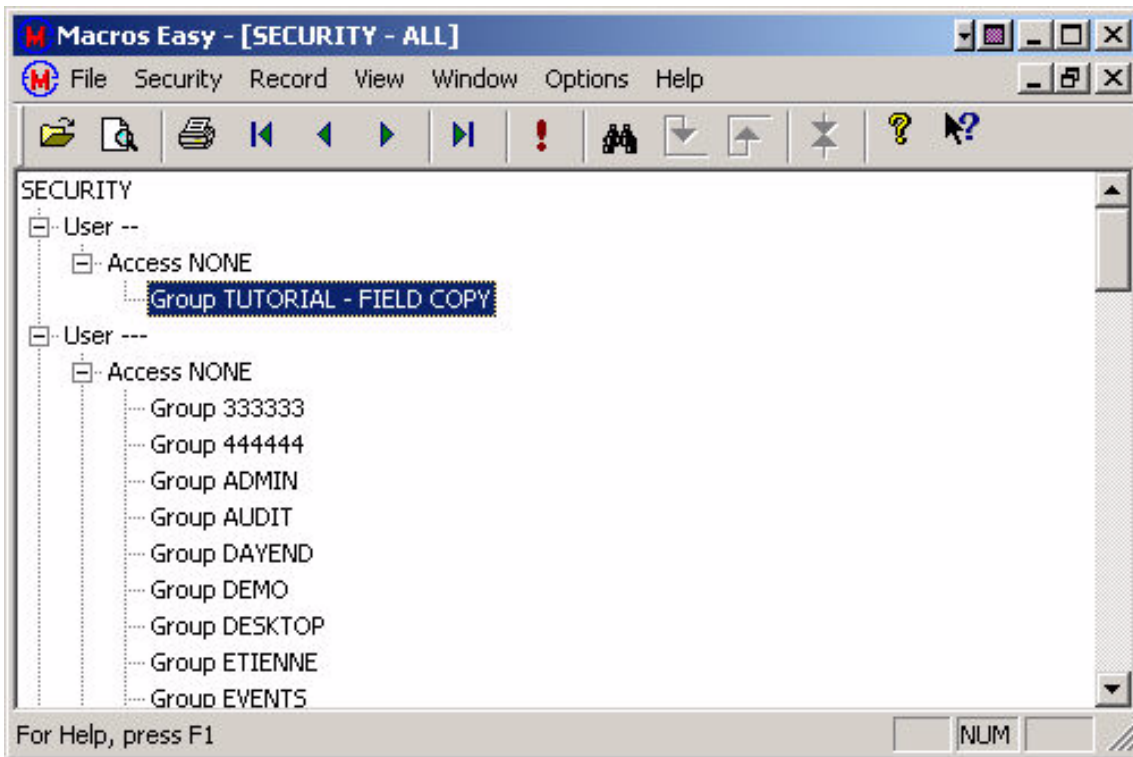 Macros Easy - [SECURITY - ALL]
File Security Record View Window Options Help
SECURITY
User --
Access NONE
Group TUTORIAL - FIELD COPY
User ---
Access NONE
Group 333333
Group 444444
Group ADMIN
Group AUDIT
Group DAYEND
Group DEMO
Group DESKTOP
Group ETIENNE
Group EVENTS
For Help, press F1 NUM